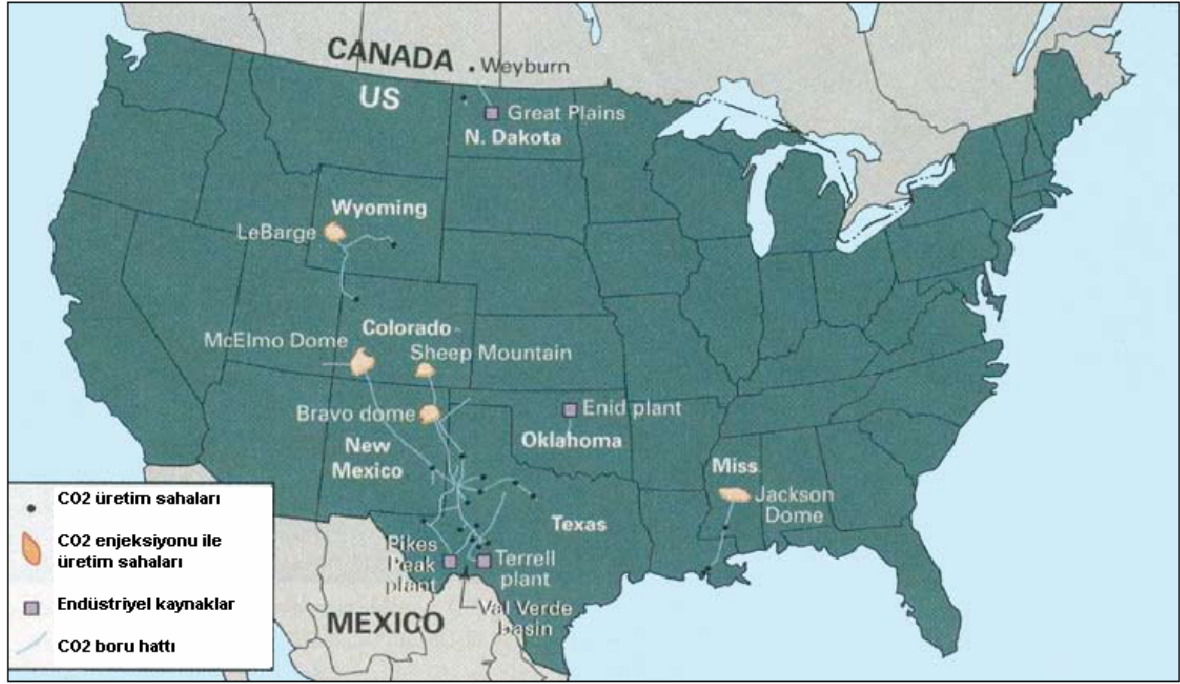 CANADA
Weyburn
US
Great Plains
N. Dakota
Wyoming
LeBarge
McElmo Dome
Colorado
Sheep Mountain
Bravo dome
Enid plant
Oklahoma
New
Mexico
Miss
Jackson
Dome
Texas
Pikes
Peak
plant
Terrell
plant
Val Verde
basin
MEXICO
CO2 üretim sahaları
CO2 enjeksiyonu ile
üretim sahaları
Endüstriyel kaynaklar
CO2 boru hattı